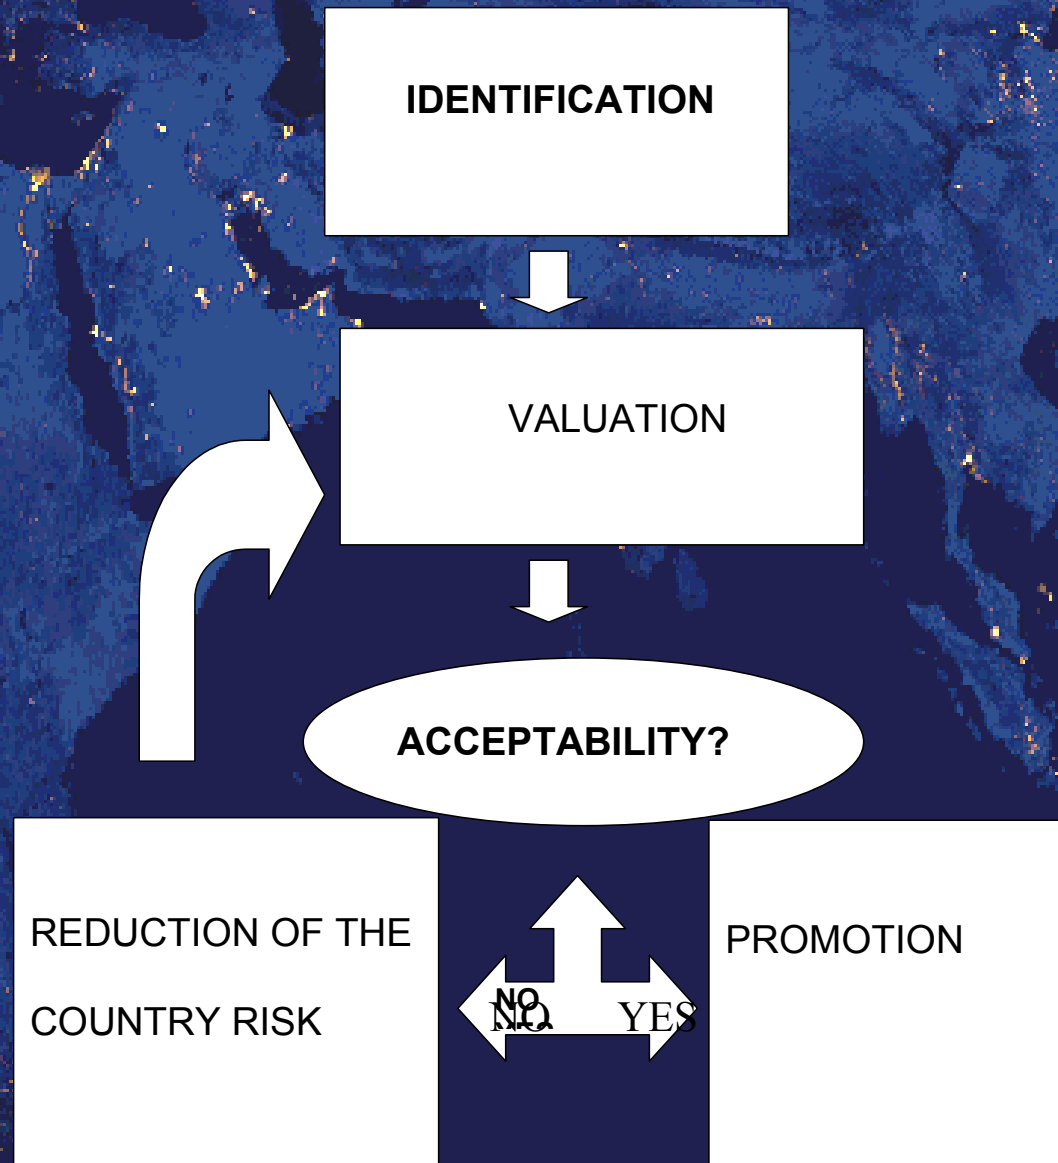 IDENTIFICATION
VALUATION
ACCEPTABILITY?
REDUCTION OF THE
COUNTRY RISK
NO
NO YES
PROMOTION